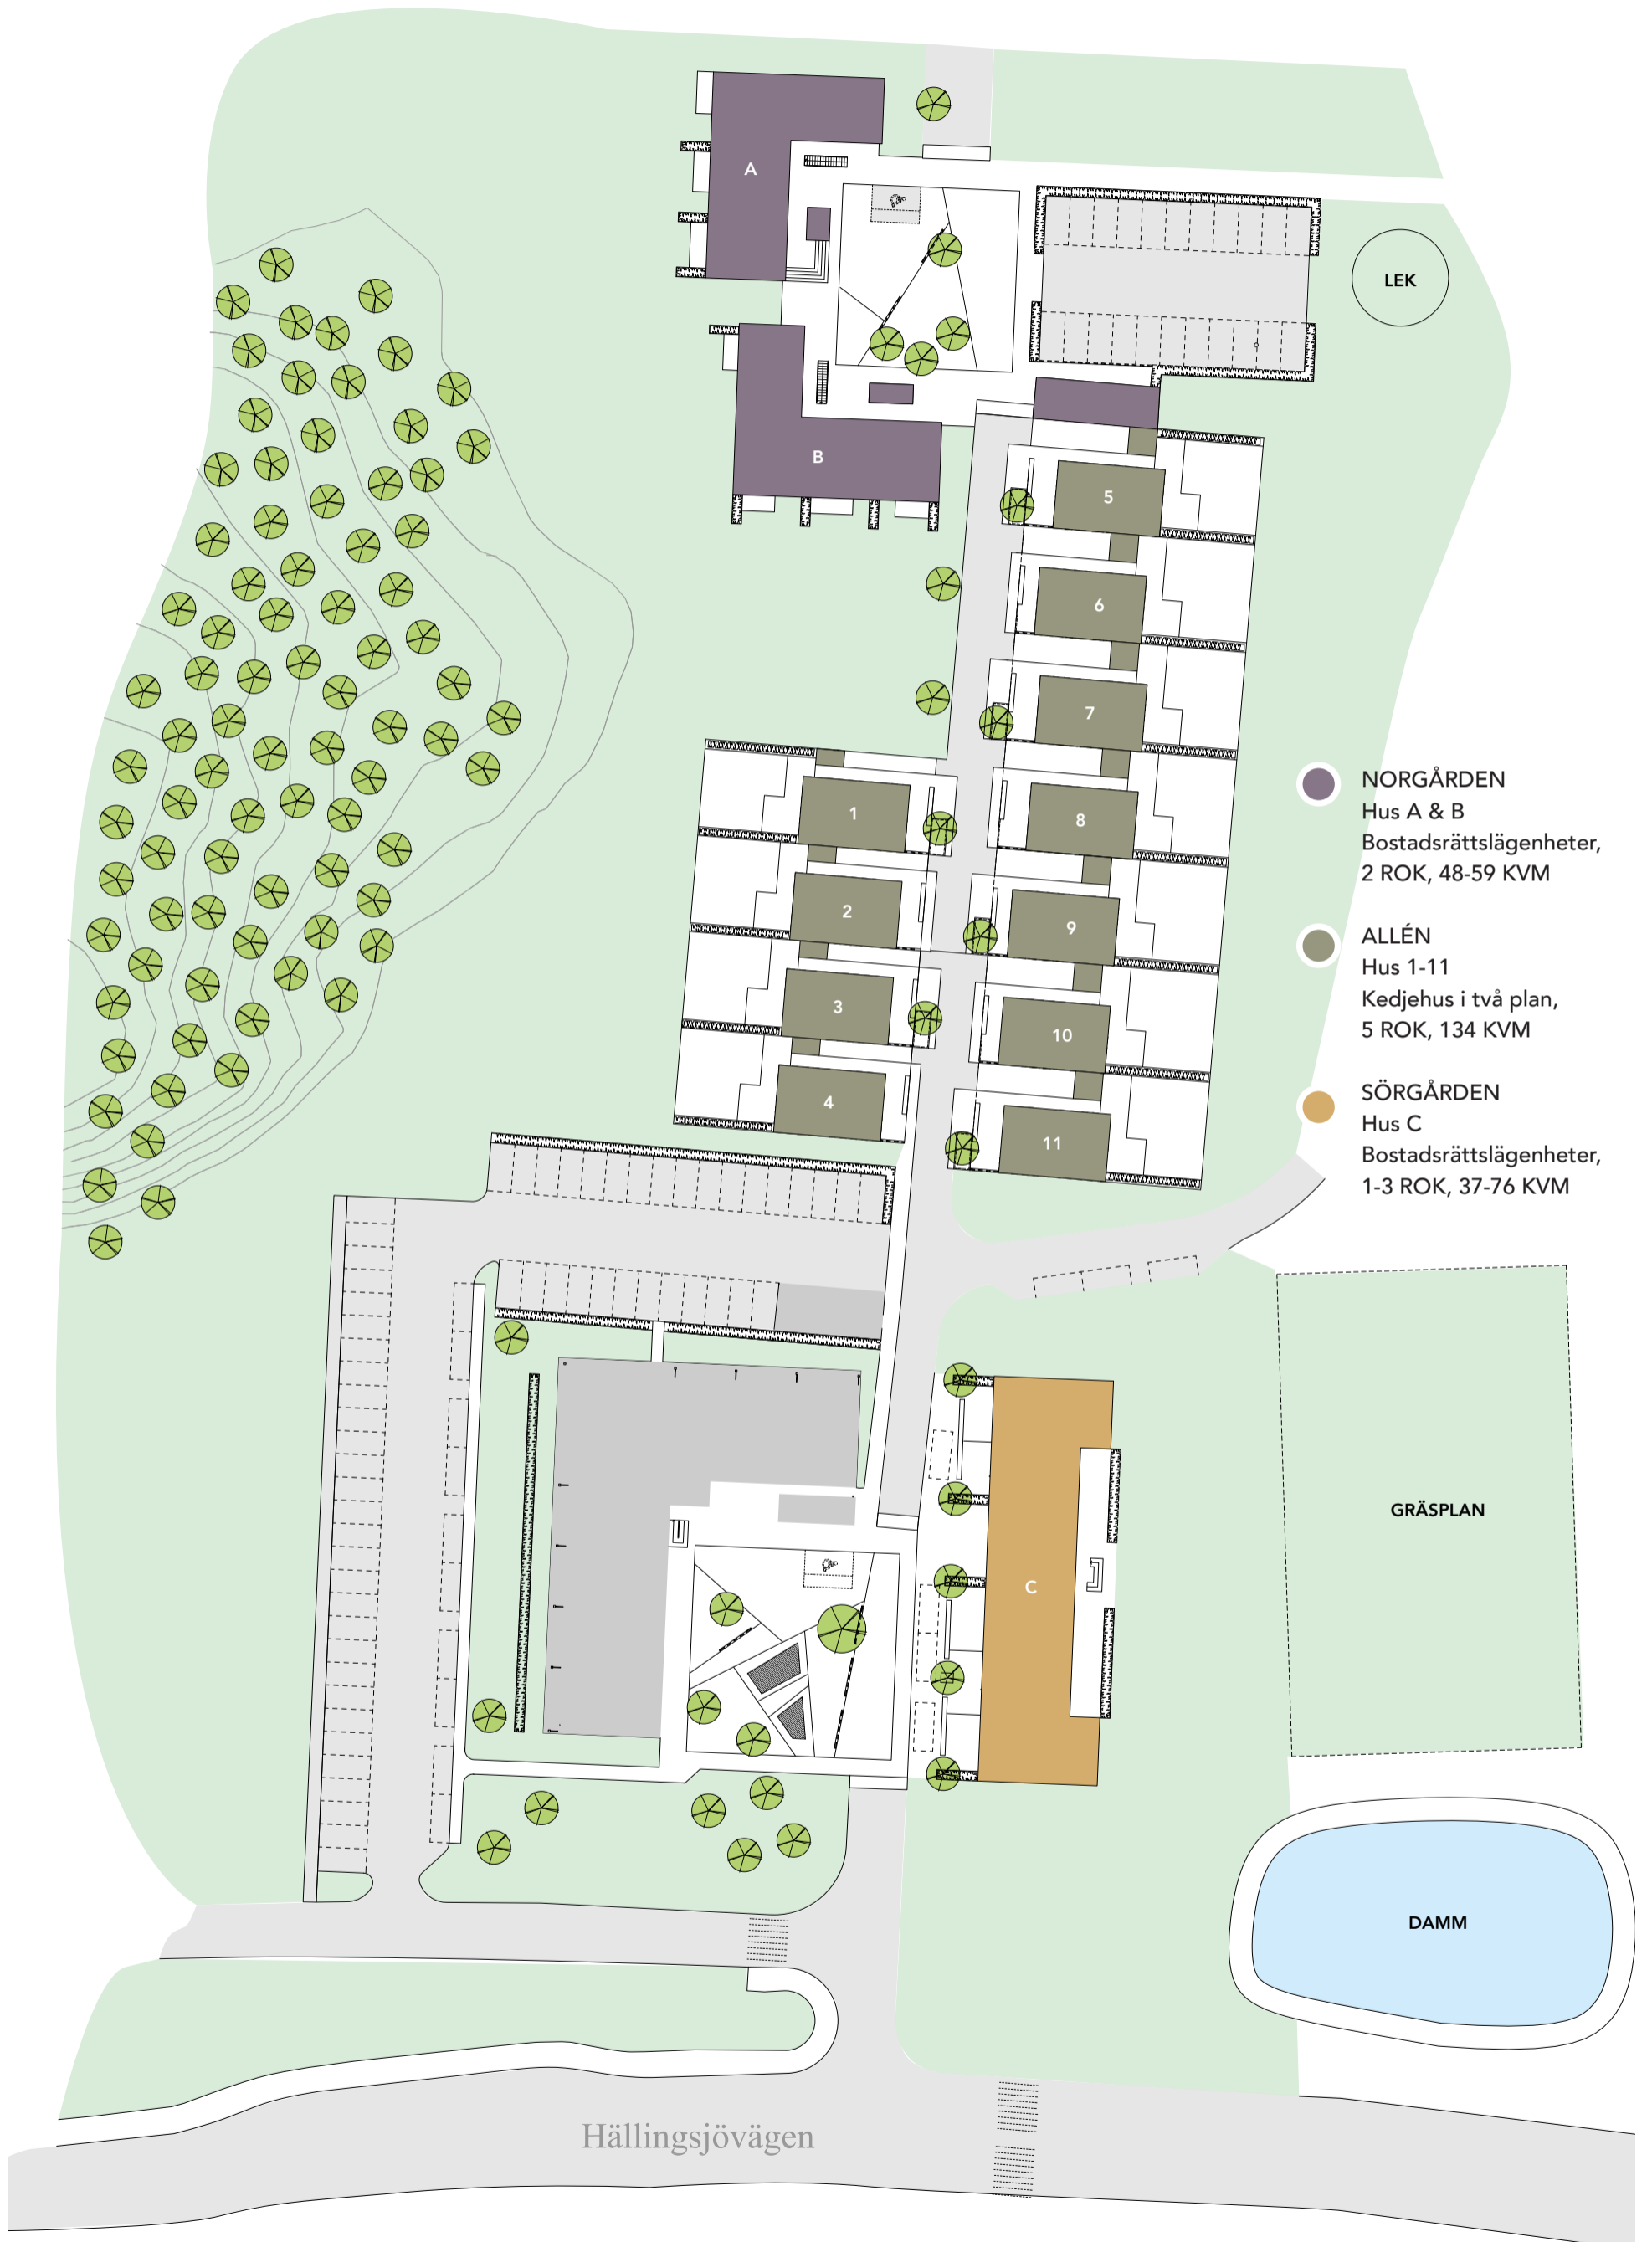 A
LEK
B
5
6
7
NORGÅRDEN
Hus A & B
Bostadsrättslägenheter,
2 ROK, 48-59 KVM
1
8
2
9
ALLÉN
Hus 1-11
Kedjehus i två plan,
5 ROK, 134 KVM
3
10
4
11
SÖRGÅRDEN
Hus C
Bostadsrättslägenheter,
1-3 ROK, 37-76 KVM
GRÄSPLAN
C
DAMM
Hällingsjövägen